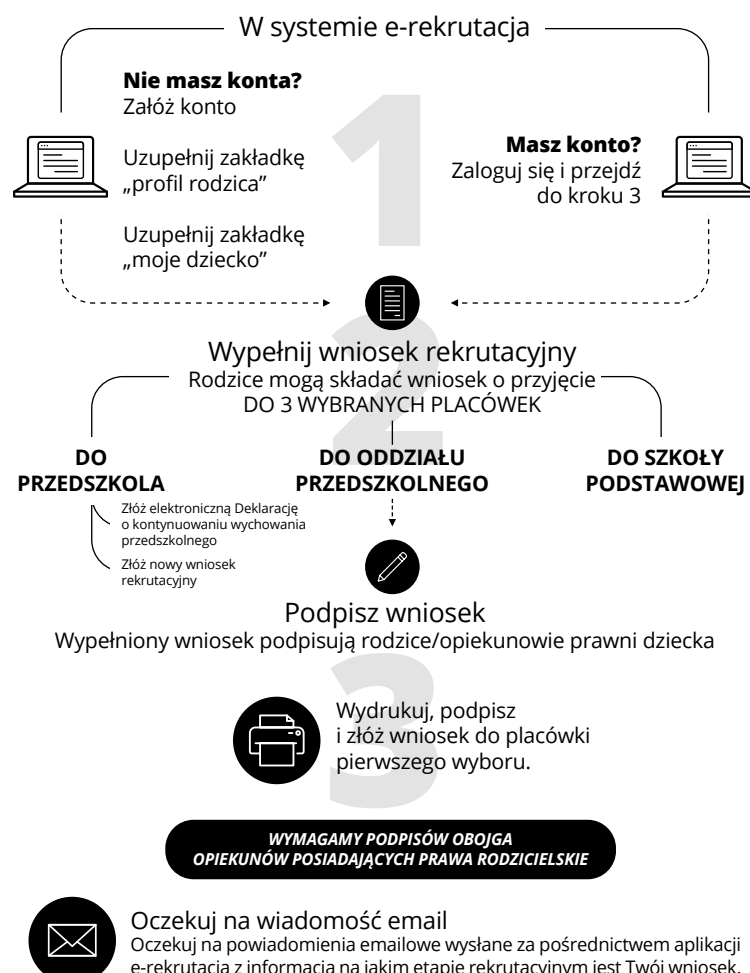 W systemie e-rekrutacja
1
Nie masz konta?
Załóż konto
Uzupełnij zakładkę
„profil rodzica”
Uzupełnij zakładkę
„moje dziecko”
Masz konto?
Zaloguj się i przejdź
do kroku 3
2
Wypełnij wniosek rekrutacyjny
Rodzice mogą składać wniosek o przyjęcie
DO 3 WYBRANYCH PLACÓWEK
DO
PRZEDSZKOLA
Złóż elektroniczną Deklarację
o kontynuowaniu wychowania
przedszkolnego
Złóż nowy wniosek
rekrutacyjny
DO ODDZIAŁU
PRZEDSZKOLNEGO
DO SZKOŁY
PODSTAWOWEJ
Podpisz wniosek
Wypełniony wniosek podpisują rodzice/opiekunowie prawni dziecka
3
Wydrukuj, podpisz
i złóż wniosek do placówki
pierwszego wyboru.
WYMAGAMY PODPISÓW OBOJGA
OPIEKUNÓW POSIADAJĄCYCH PRAWA RODZICIELSKIE
Oczekuj na wiadomość email
Oczekuj na powiadomienia emailowe wysłane za pośrednictwem aplikacji
e-rekrutacja z informacją na jakim etapie rekrutacyjnym jest Twój wniosek.